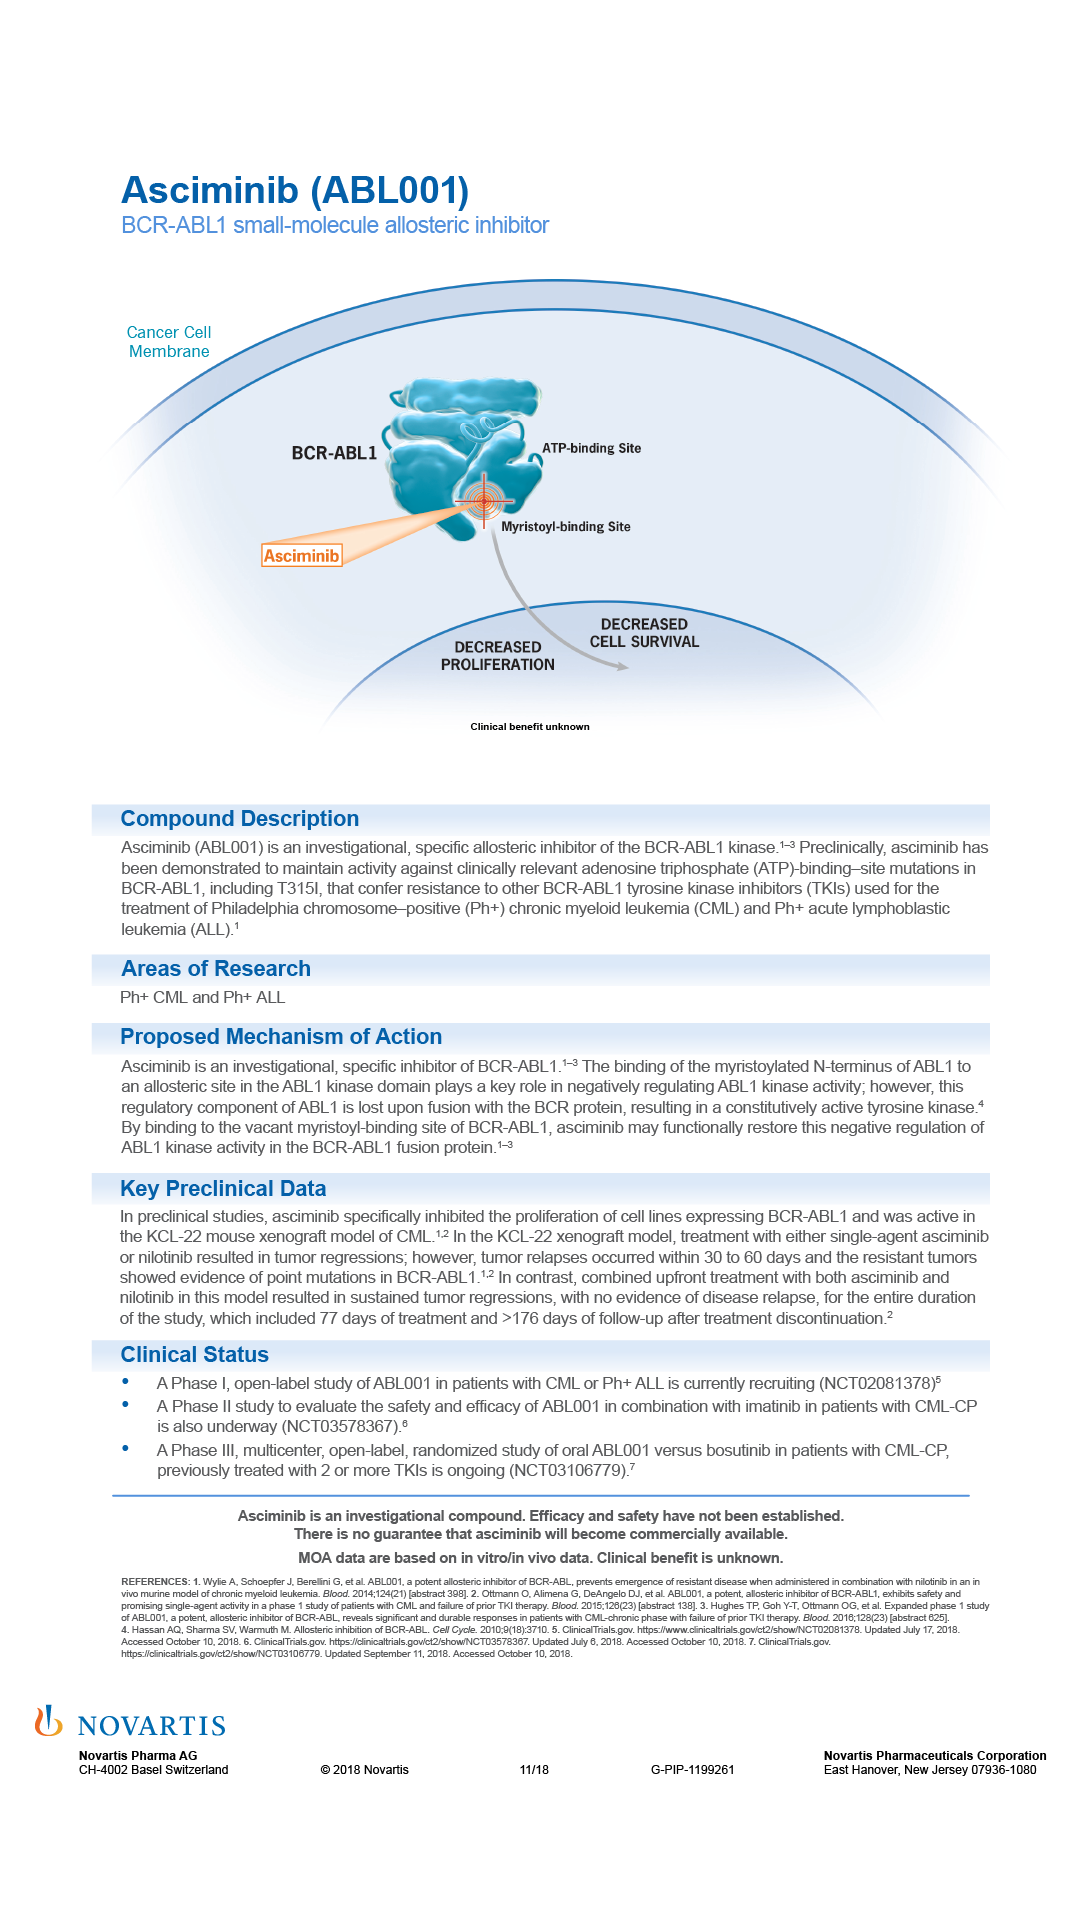 Asciminib (ABL001)
BCR-ABL1 small-molecule allosteric inhibitor
Cancer Cell
Membrane
BCR-ABL1
ATP-binding Site
Myristoyl-binding Site
Asciminib
DECREASED
CELL SURVIVAL
DECREASED
PROLIFERATION
Clinical benefit unknown
Compound Description
Asciminib (ABL001) is an investigational, specific allosteric inhibitor of the BCR-ABL1 kinase.¹⁻³ Preclinically, asciminib has
been demonstrated to maintain activity against clinically relevant adenosine triphosphate (ATP)-binding–site mutations in
BCR-ABL1, including T315I, that confer resistance to other BCR-ABL1 tyrosine kinase inhibitors (TKIs) used for the
treatment of Philadelphia chromosome–positive (Ph+) chronic myeloid leukemia (CML) and Ph+ acute lymphoblastic
leukemia (ALL).¹
Areas of Research
Ph+ CML and Ph+ ALL
Proposed Mechanism of Action
Asciminib is an investigational, specific inhibitor of BCR-ABL1.¹⁻³ The binding of the myristoylated N-terminus of ABL1 to
an allosteric site in the ABL1 kinase domain plays a key role in negatively regulating ABL1 kinase activity; however, this
regulatory component of ABL1 is lost upon fusion with the BCR protein, resulting in a constitutively active tyrosine kinase.⁴
By binding to the vacant myristoyl-binding site of BCR-ABL1, asciminib may functionally restore this negative regulation of
ABL1 kinase activity in the BCR-ABL1 fusion protein.¹⁻³
Key Preclinical Data
In preclinical studies, asciminib specifically inhibited the proliferation of cell lines expressing BCR-ABL1 and was active in
the KCL-22 mouse xenograft model of CML.¹,² In the KCL-22 xenograft model, treatment with either single-agent asciminib
or nilotinib resulted in tumor regressions; however, tumor relapses occurred within 30 to 60 days and the resistant tumors
showed evidence of point mutations in BCR-ABL1.¹,² In contrast, combined upfront treatment with both asciminib and
nilotinib in this model resulted in sustained tumor regressions, with no evidence of disease relapse, for the entire duration
of the study, which included 77 days of treatment and >176 days of follow-up after treatment discontinuation.²
Clinical Status
• A Phase I, open-label study of ABL001 in patients with CML or Ph+ ALL is currently recruiting (NCT02081378)⁵
• A Phase II study to evaluate the safety and efficacy of ABL001 in combination with imatinib in patients with CML-CP
is also underway (NCT03578367).⁶
• A Phase III, multicenter, open-label, randomized study of oral ABL001 versus bosutinib in patients with CML-CP,
previously treated with 2 or more TKIs is ongoing (NCT03106779).⁷
Asciminib is an investigational compound. Efficacy and safety have not been established.
There is no guarantee that asciminib will become commercially available.
MOA data are based on in vitro/in vivo data. Clinical benefit is unknown.
REFERENCES: 1. Wylie A, Schoepfer J, Berellini G, et al. ABL001, a potent allosteric inhibitor of BCR-ABL, prevents emergence of resistant disease when administered in combination with nilotinib in an in
vivo murine model of chronic myeloid leukemia. Blood. 2014;124(21) [abstract 398]. 2. Ottmann O, Alimena G, DeAngelo DJ, et al. ABL001, a potent, allosteric inhibitor of BCR-ABL1, exhibits safety and
promising single-agent activity in a phase 1 study of patients with CML and failure of prior TKI therapy. Blood. 2015;126(23) [abstract 138]. 3. Hughes TP, Goh Y-T, Ottmann OG, et al. Expanded phase 1 study
of ABL001, a potent, allosteric inhibitor of BCR-ABL, reveals significant and durable responses in patients with CML-chronic phase with failure of prior TKI therapy. Blood. 2016;128(23) [abstract 625].
4. Hassan AQ, Sharma SV, Warmuth M. Allosteric inhibition of BCR-ABL. Cell Cycle. 2010;9(18):3710. 5. ClinicalTrials.gov. https://www.clinicaltrials.gov/ct2/show/NCT02081378. Updated July 17, 2018.
Accessed October 10, 2018. 6. ClinicalTrials.gov. https://clinicaltrials.gov/ct2/show/NCT03578367. Updated July 6, 2018. Accessed October 10, 2018. 7. ClinicalTrials.gov.
https://clinicaltrials.gov/ct2/show/NCT03106779. Updated September 11, 2018. Accessed October 10, 2018.
NOVARTIS
Novartis Pharma AG
CH-4002 Basel Switzerland
© 2018 Novartis
11/18
G-PIP-1199261
Novartis Pharmaceuticals Corporation
East Hanover, New Jersey 07936-1080